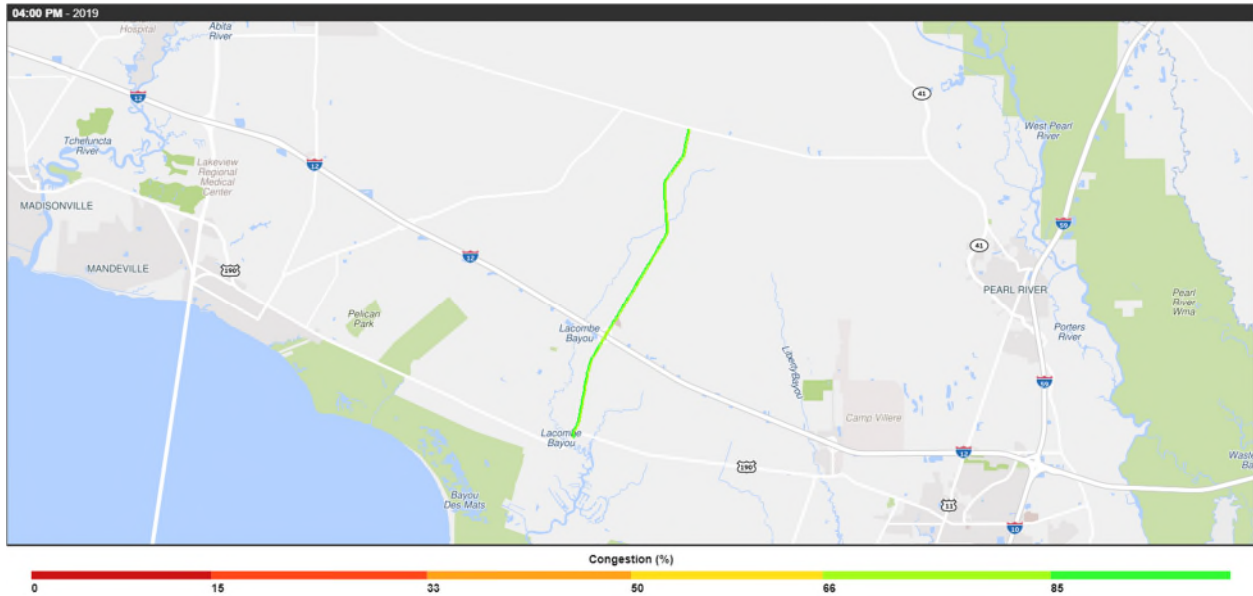 04:00 PM - 2019
Hospital
Abita
River
41
12
Tchefuncta
River
Lakeview
Regional
Medical
Center
12
West Pearl
River
MADISONVILLE
59
MANDEVILLE
190
12
41
PEARL RIVER
Pearl
River
Wma
Pelican
Park
Lacombe
Bayou
Porters
River
Liberty Bayou
59
Camp Villere
Lacombe
Bayou
190
12
Bayou
Des Mats
11
10
Congestion (%)
0 15 33 50 66 85